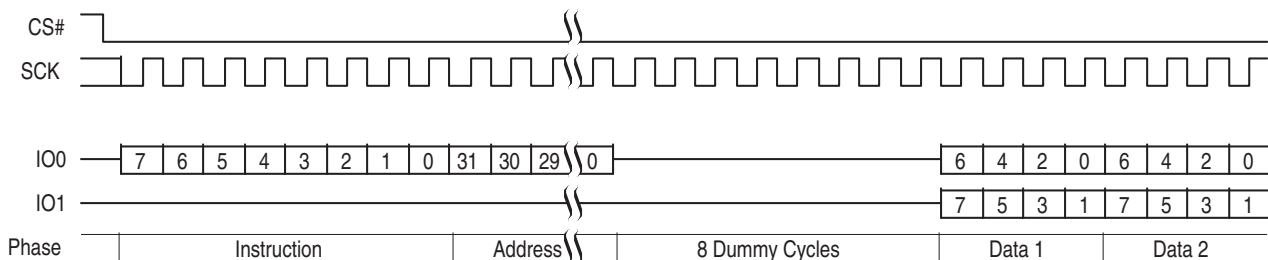 CS#
SCK
IO0 7 6 5 4 3 2 1 0 31 30 29 0 6 4 2 0 6 4 2 0
IO1 7 5 3 1 7 5 3 1
Phase Instruction Address 8 Dummy Cycles Data 1 Data 2